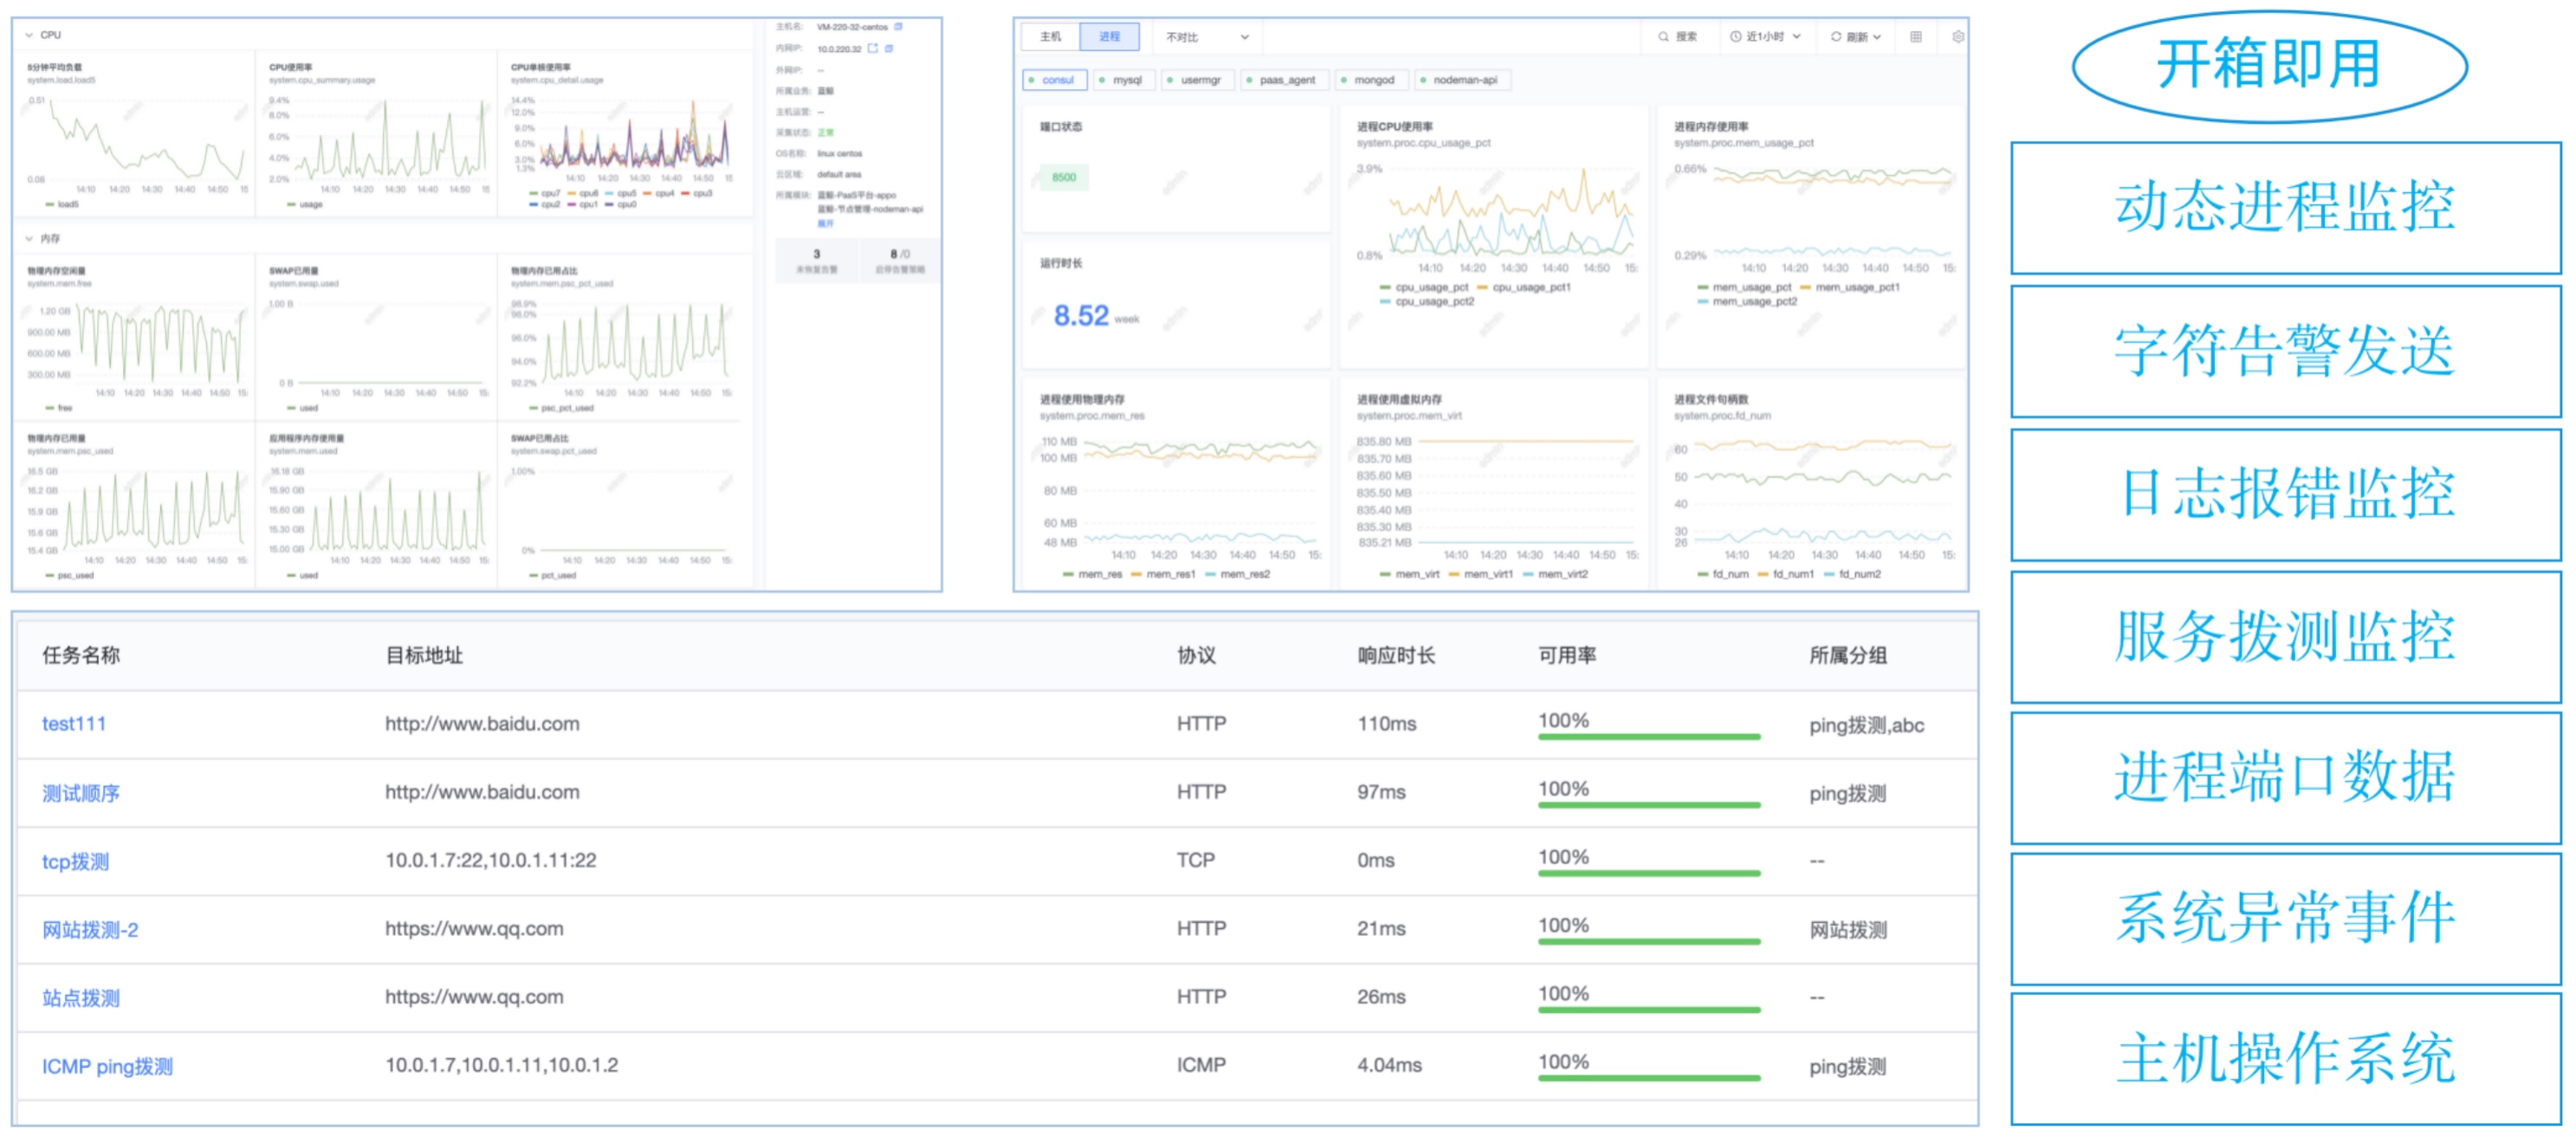 CPU
5分钟平均负载
system.load.load5
0.51
0.08
14:10 14:20 14:30 14:40 14:50 15
load5
CPU使用率
system.cpu_summary.usage
9.4%
8.0%
6.0%
4.0%
2.0%
14:10 14:20 14:30 14:40 14:50 15
usage
CPU单核使用率
system.cpu_detail.usage
14.4%
12.0%
9.0%
6.0%
3.0%
1.3%
14:10 14:20 14:30 14:40 14:50 15
cpu7 cpu6 cpu5 cpu4 cpu3
cpu2 cpu1 cpu0
内存
物理内存空闲量
system.mem.free
1.20 GB
900.00 MB
600.00 MB
300.00 MB
14:10 14:20 14:30 14:40 14:50 15:
free
SWAP已用量
system.swap.used
1.00 B
0 B
14:10 14:20 14:30 14:40 14:50 15:
used
物理内存已用占比
system.mem.psc_pct_used
98.9%
98.0%
96.0%
94.0%
92.2%
14:10 14:20 14:30 14:40 14:50 15:
psc_pct_used
物理内存已用量
system.mem.psc_used
16.5 GB
16.2 GB
15.9 GB
15.6 GB
15.4 GB
14:10 14:20 14:30 14:40 14:50 15:
psc_used
应用程序内存使用量
system.mem.used
16.18 GB
15.90 GB
15.60 GB
15.30 GB
15.00 GB
14:10 14:20 14:30 14:40 14:50 15:
used
SWAP已用占比
system.swap.pct_used
1.00%
0%
14:10 14:20 14:30 14:40 14:50 15:
pct_used
主机名: VM-220-32-centos
内网IP: 10.0.220.32
外网IP: --
所属业务: 蓝鲸
主机运营: --
采集状态: 正常
OS名称: linux centos
云区域: default area
所属模块: 蓝鲸-PaaS平台-appo
蓝鲸-节点管理-nodeman-api
展开
3 8 /0
未恢复告警 启停告警策略
主机 进程 不对比 搜索 近1小时 刷新
consul mysql usermgr paas_agent mongod nodeman-api
端口状态
8500
运行时长
8.52 week
进程CPU使用率
system.proc.cpu_usage_pct
3.9%
0.8%
14:10 14:20 14:30 14:40 14:50 15:
cpu_usage_pct cpu_usage_pct1
cpu_usage_pct2
进程内存使用率
system.proc.mem_usage_pct
0.66%
0.29%
14:10 14:20 14:30 14:40 14:50 15:
mem_usage_pct mem_usage_pct1
mem_usage_pct2
进程使用物理内存
system.proc.mem_res
110 MB
100 MB
80 MB
60 MB
48 MB
14:10 14:20 14:30 14:40 14:50 15:
mem_res mem_res1 mem_res2
进程使用虚拟内存
system.proc.mem_virt
835.80 MB
835.70 MB
835.60 MB
835.50 MB
835.40 MB
835.30 MB
835.21 MB
14:10 14:20 14:30 14:40 14:50 15:
mem_virt mem_virt1 mem_virt2
进程文件句柄数
system.proc.fd_num
60
50
40
30
26
14:10 14:20 14:30 14:40 14:50 15:
fd_num fd_num1 fd_num2
任务名称 目标地址 协议 响应时长 可用率 所属分组
test111 http://www.baidu.com HTTP 110ms 100% ping拨测,abc
测试顺序 http://www.baidu.com HTTP 97ms 100% ping拨测
tcp拨测 10.0.1.7:22,10.0.1.11:22 TCP 0ms 100% --
网站拨测-2 https://www.qq.com HTTP 21ms 100% 网站拨测
站点拨测 https://www.qq.com HTTP 26ms 100% --
ICMP ping拨测 10.0.1.7,10.0.1.11,10.0.1.2 ICMP 4.04ms 100% ping拨测
开箱即用
动态进程监控
字符告警发送
日志报错监控
服务拨测监控
进程端口数据
系统异常事件
主机操作系统